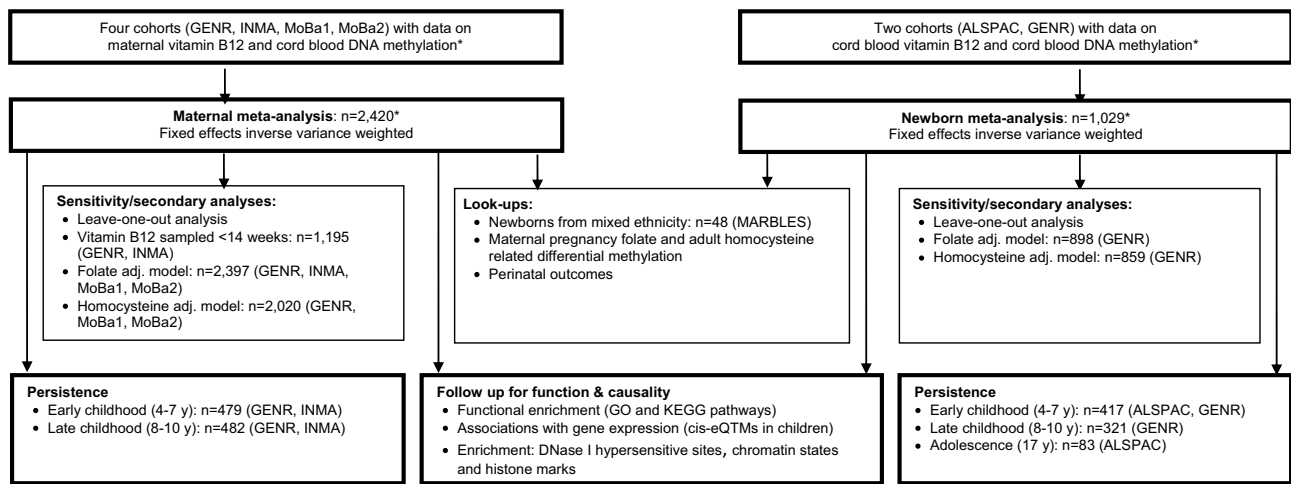 Four cohorts (GENR, INMA, MoBa1, MoBa2) with data on
maternal vitamin B12 and cord blood DNA methylation*
Two cohorts (ALSPAC, GENR) with data on
cord blood vitamin B12 and cord blood DNA methylation*
Maternal meta-analysis: n=2,420*
Fixed effects inverse variance weighted
Newborn meta-analysis: n=1,029*
Fixed effects inverse variance weighted
Sensitivity/secondary analyses:
• Leave-one-out analysis
• Vitamin B12 sampled <14 weeks: n=1,195
(GENR, INMA)
• Folate adj. model: n=2,397 (GENR, INMA,
MoBa1, MoBa2)
• Homocysteine adj. model: n=2,020 (GENR,
MoBa1, MoBa2)
Look-ups:
• Newborns from mixed ethnicity: n=48 (MARBLES)
• Maternal pregnancy folate and adult homocysteine
related differential methylation
• Perinatal outcomes
Sensitivity/secondary analyses:
• Leave-one-out analysis
• Folate adj. model: n=898 (GENR)
• Homocysteine adj. model: n=859 (GENR)
Persistence
• Early childhood (4-7 y): n=479 (GENR, INMA)
• Late childhood (8-10 y): n=482 (GENR, INMA)
Follow up for function & causality
• Functional enrichment (GO and KEGG pathways)
• Associations with gene expression (cis-eQTMs in children)
• Enrichment: DNase I hypersensitive sites, chromatin states
and histone marks
Persistence
• Early childhood (4-7 y): n=417 (ALSPAC, GENR)
• Late childhood (8-10 y): n=321 (GENR)
• Adolescence (17 y): n=83 (ALSPAC)